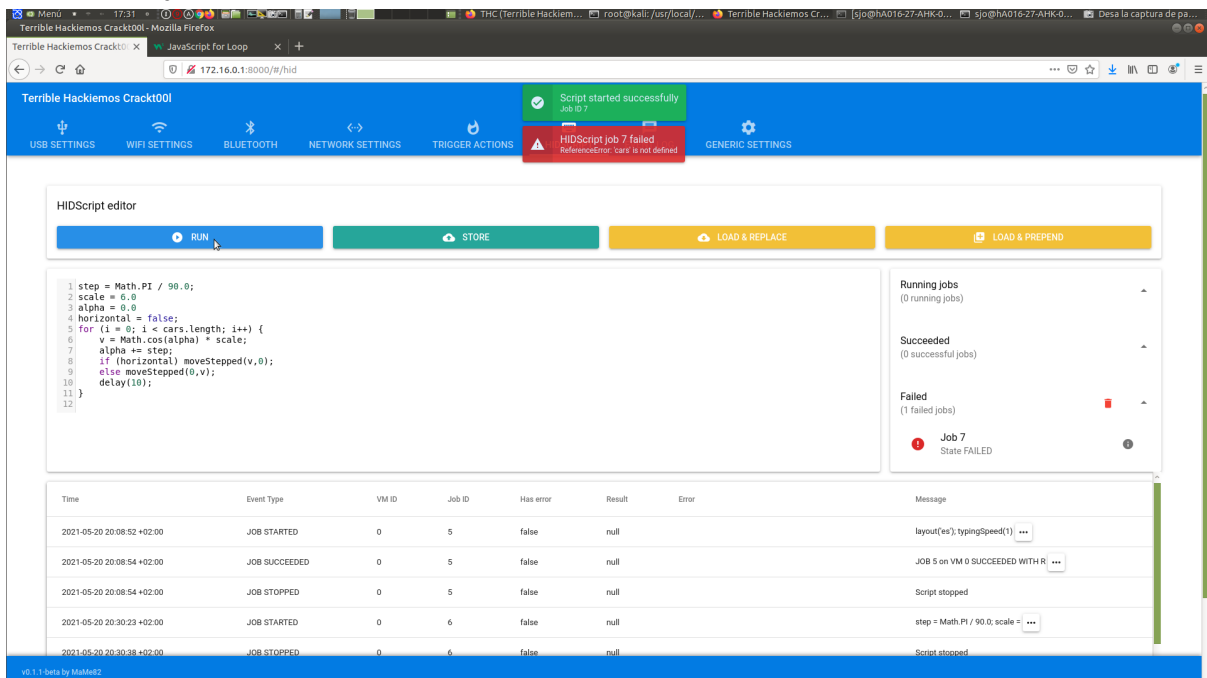 Menú 17:31 THC (Terrible Hackiem... root@kali: /usr/local/... Terrible Hackiemos Cr... [sjo@hA016-27-AHK-0... sjo@hA016-27-AHK-0... Desa la captura de pa...
Terrible Hackiemos Crackt00l - Mozilla Firefox
Terrible Hackiemos Crackt00l × JavaScript for Loop × +
172.16.0.1:8000/#/hid
Terrible Hackiemos Crackt00l
Script started successfully
Job ID 7
HIDScript job 7 failed
ReferenceError: 'cars' is not defined
USB SETTINGS WIFI SETTINGS BLUETOOTH NETWORK SETTINGS TRIGGER ACTIONS GENERIC SETTINGS
HIDScript editor
RUN STORE LOAD & REPLACE LOAD & PREPEND
1 step = Math.PI / 90.0;
2 scale = 6.0
3 alpha = 0.0
4 horizontal = false;
5 for (i = 0; i < cars.length; i++) {
6 v = Math.cos(alpha) * scale;
7 alpha += step;
8 if (horizontal) moveStepped(v,0);
9 else moveStepped(0,v);
10 delay(10);
11 }
12
Running jobs
(0 running jobs)
Succeeded
(0 successful jobs)
Failed
(1 failed jobs)
Job 7
State FAILED
Time Event Type VM ID Job ID Has error Result Error Message
2021-05-20 20:08:52 +02:00 JOB STARTED 0 5 false null layout('es'); typingSpeed(1) •••
2021-05-20 20:08:54 +02:00 JOB SUCCEEDED 0 5 false null JOB 5 on VM 0 SUCCEEDED WITH R •••
2021-05-20 20:08:54 +02:00 JOB STOPPED 0 5 false null Script stopped
2021-05-20 20:30:23 +02:00 JOB STARTED 0 6 false null step = Math.PI / 90.0; scale = •••
2021-05-20 20:30:38 +02:00 JOB STOPPED 0 6 false null Script stopped
v0.1.1-beta by MaMe82